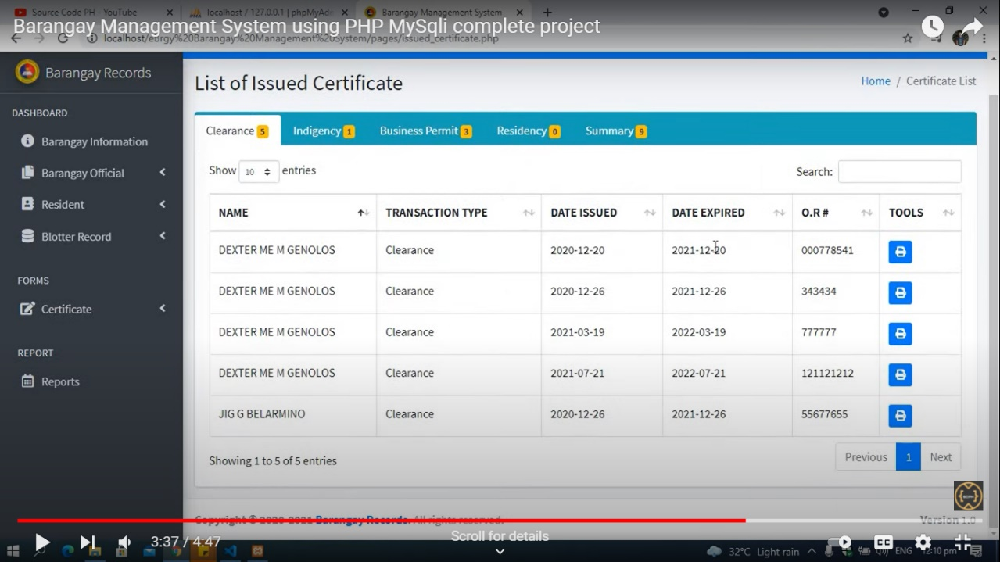 Source Code PH - YouTube
localhost / 127.0.0.1 | phpMyAdn
Barangay Management System
Barangay Management System using PHP MySqli complete project
localhost/eBrgy%20Barangay%20Management%20System/pages/issued_certificate.php
Barangay Records
List of Issued Certificate
Home / Certificate List
DASHBOARD
Barangay Information
Barangay Official
Resident
Blotter Record
FORMS
Certificate
REPORT
Reports
Clearance 5 Indigency 1 Business Permit 3 Residency 0 Summary 9
Show 10 entries
Search:
NAME TRANSACTION TYPE DATE ISSUED DATE EXPIRED O.R # TOOLS
DEXTER ME M GENOLOS Clearance 2020-12-20 2021-12-20 000778541
DEXTER ME M GENOLOS Clearance 2020-12-26 2021-12-26 343434
DEXTER ME M GENOLOS Clearance 2021-03-19 2022-03-19 777777
DEXTER ME M GENOLOS Clearance 2021-07-21 2022-07-21 121121212
JIG G BELARMINO Clearance 2020-12-26 2021-12-26 55677655
Showing 1 to 5 of 5 entries
Previous 1 Next
Copyright © 2020-2021 Barangay Records. All rights reserved.
Version 1.0
3:37 / 4:47
Scroll for details
CC
32°C Light rain
ENG
12:10 pm